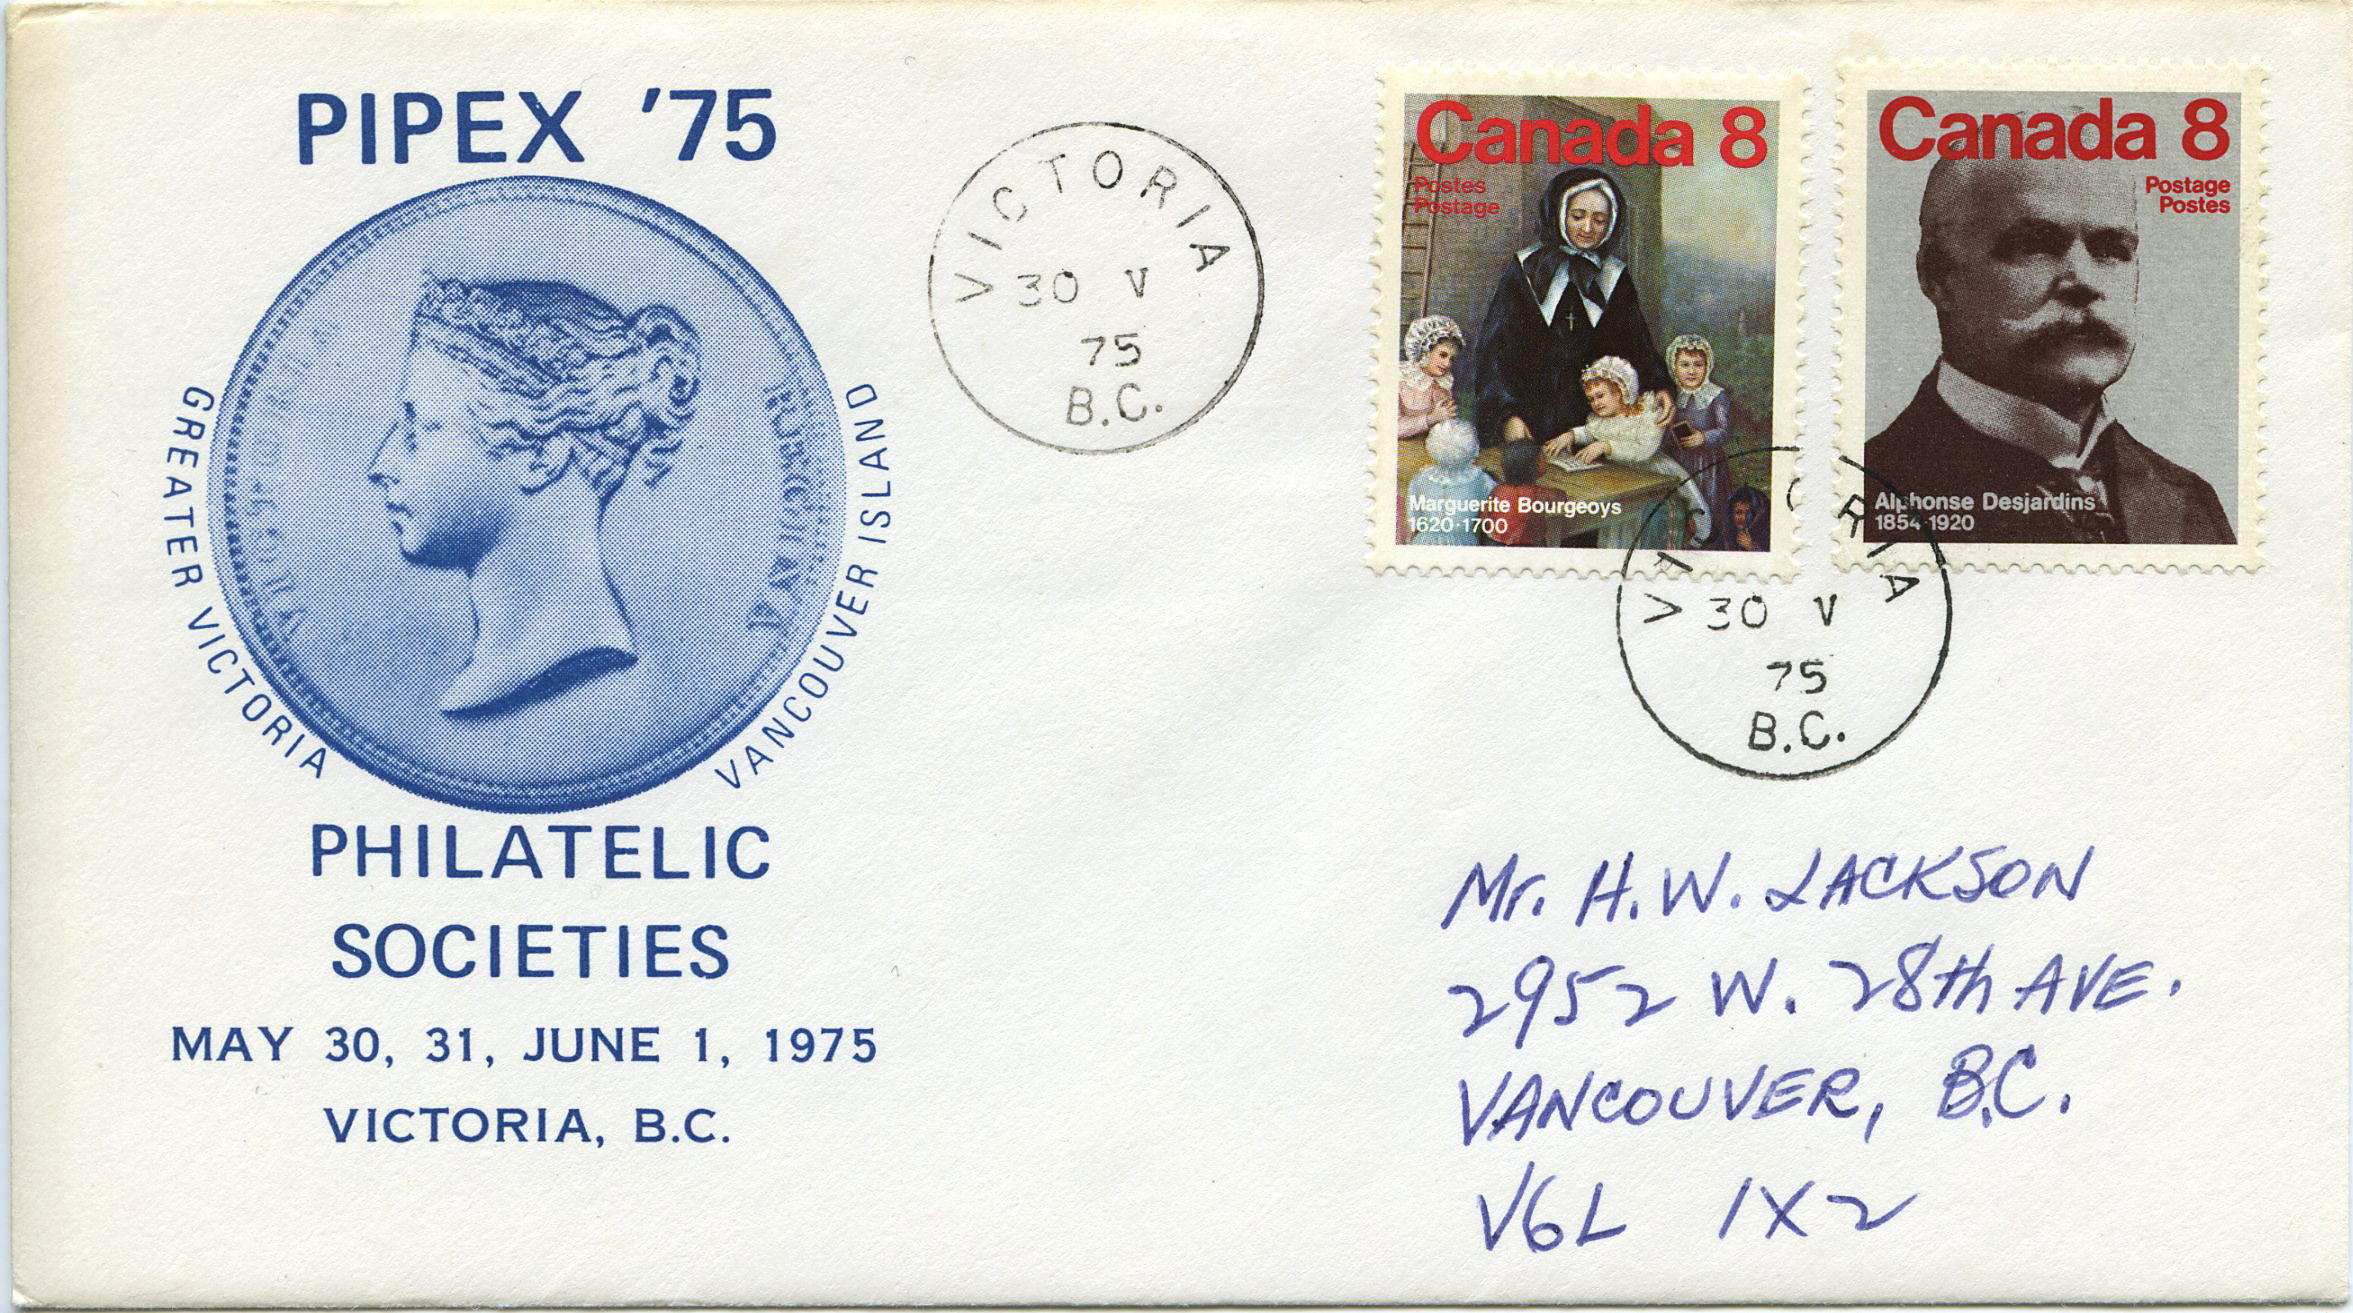 PIPEX '75
GREATER VICTORIA
VANCOUVER ISLAND
PHILATELIC
SOCIETIES
MAY 30, 31, JUNE 1, 1975
VICTORIA, B.C.
VICTORIA
30 V
75
B.C.
Canada 8
Postes
Postage
Marguerite Bourgeoys
1620·1700
Canada 8
Postage
Postes
Alphonse Desjardins
1854·1920
VICTORIA
30 V
75
B.C.
Mr. H.W. JACKSON
2952 W. 28th AVE.
VANCOUVER, B.C.
V6L 1X2